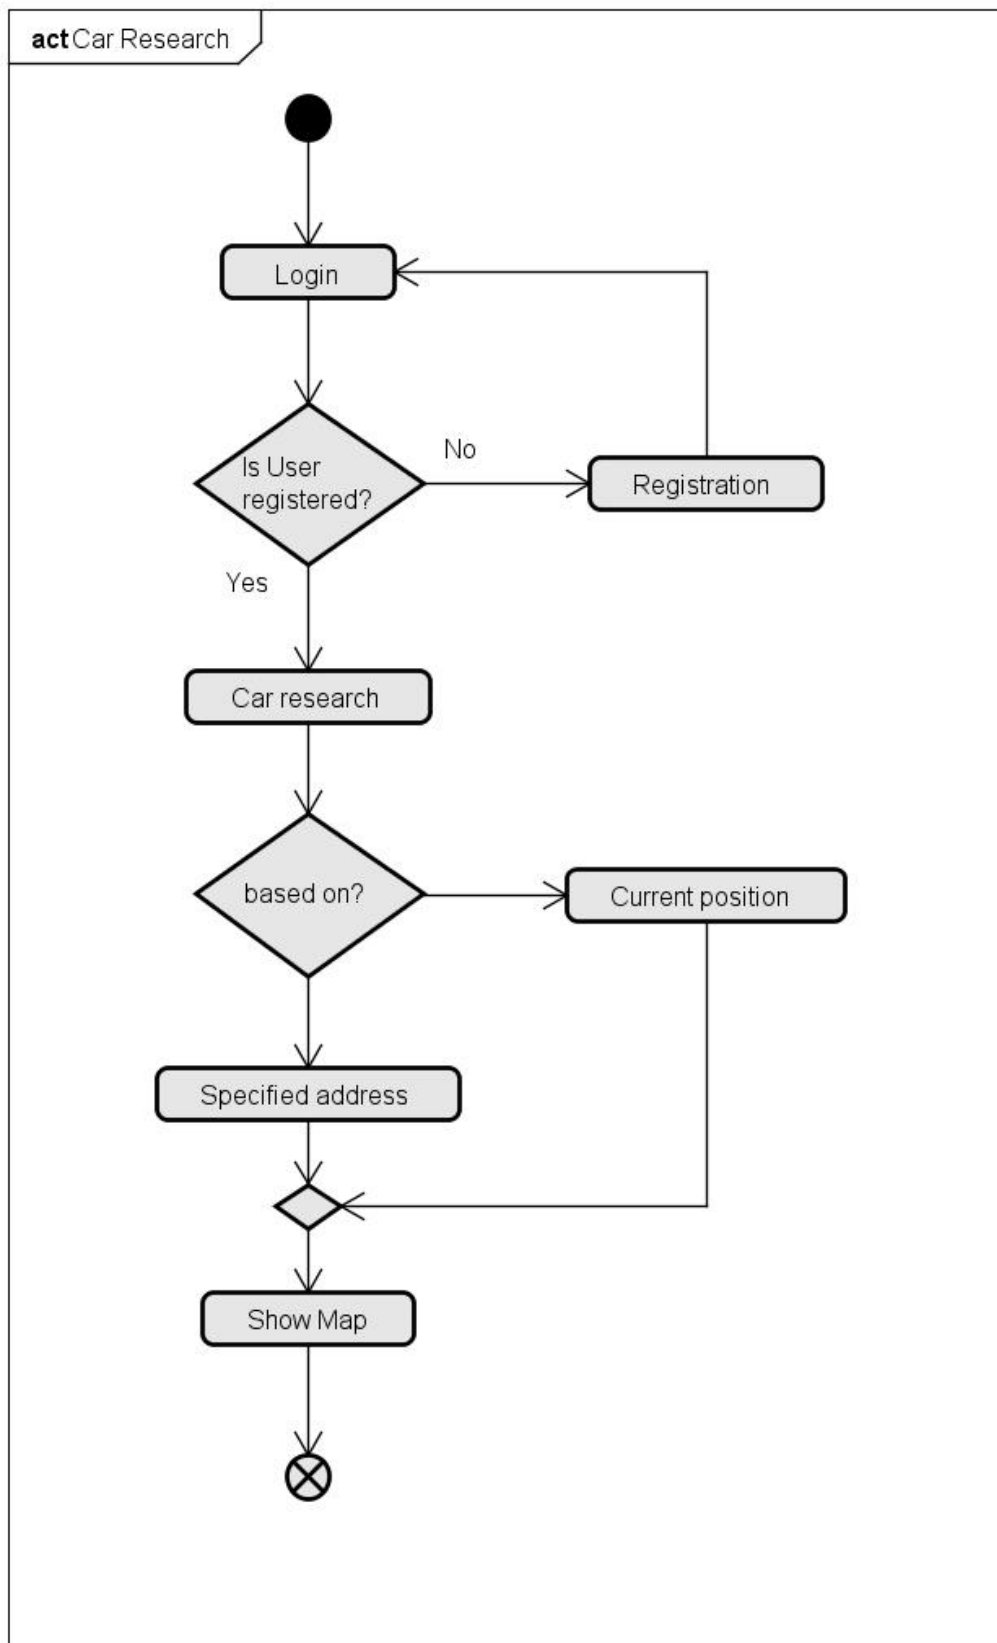 act Car Research
Login
No
Is User
registered?
Registration
Yes
Car research
based on?
Current position
Specified address
Show Map